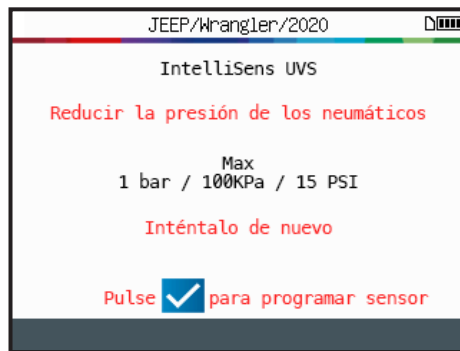 JEEP/Wrangler/2020
IntelliSens UVS
Reducir la presión de los neumáticos
Max
1 bar / 100KPa / 15 PSI
Inténtalo de nuevo
Pulse para programar sensor